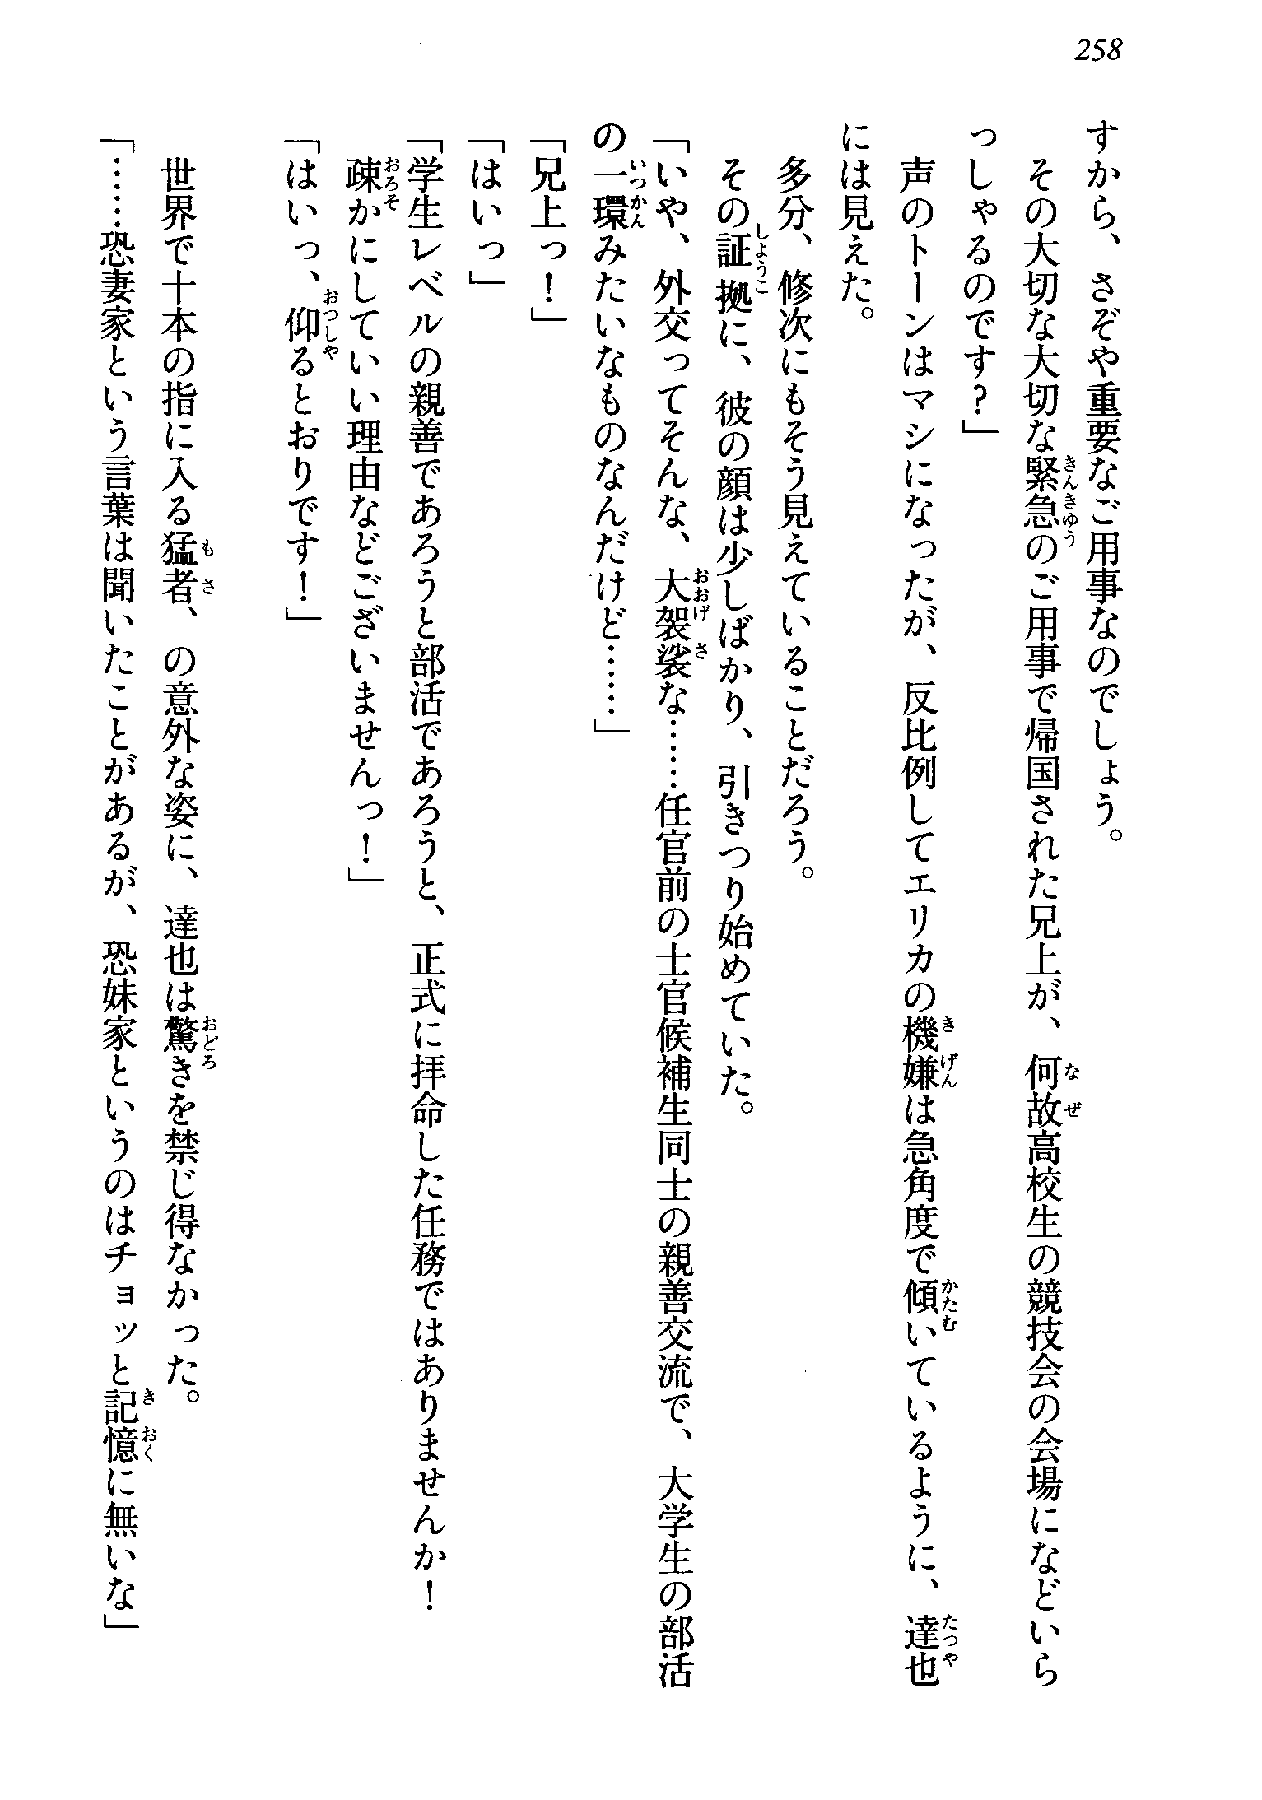 258
すから、さぞや重要なご用事なのでしょう。
その大切な大切な緊急のご用事で帰国された兄上が、何故高校生の競技会の会場になどいら
っしゃるのです？」
声のトーンはマシになったが、反比例してエリカの機嫌は急角度で傾いているように、達也
には見えた。
多分、修次にもそう見えていることだろう。
その証拠に、彼の顔は少しばかり、引きつり始めていた。
「いや、外交ってそんな、大袈裟な……任官前の士官候補生同士の親善交流で、大学生の部活
の一環みたいなものなんだけど……」
「兄上っ！」
「はいっ」
「学生レベルの親善であろうと部活であろうと、正式に拝命した任務ではありませんか！
疎かにしていい理由などございませんっ！」
「はいっ、仰るとおりです！」
世界で十本の指に入る猛者、の意外な姿に、達也は驚きを禁じ得なかった。
「……恐妻家という言葉は聞いたことがあるが、恐妹家というのはチョッと記憶に無いな」